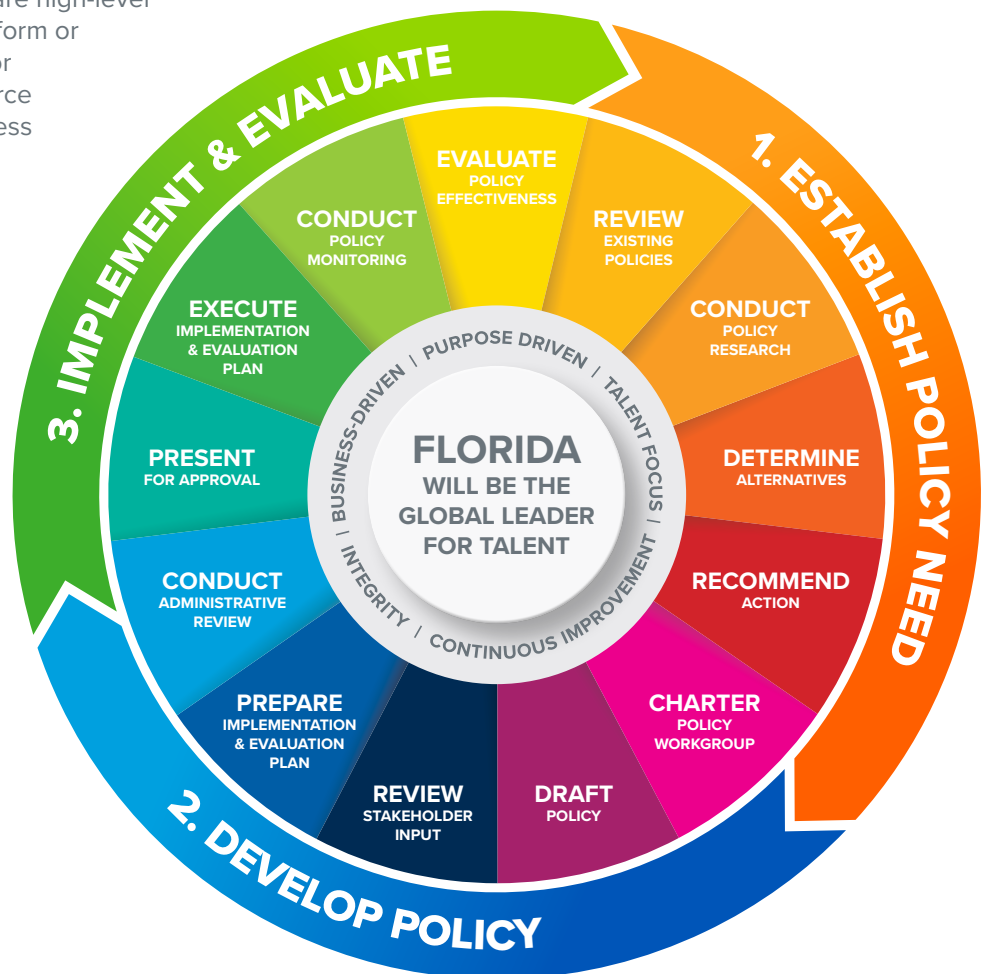 are high-level
form or
or
rce
ess
1. ESTABLISH POLICY NEED
2. DEVELOP POLICY
3. IMPLEMENT & EVALUATE
EVALUATE
POLICY
EFFECTIVENESS
REVIEW
EXISTING
POLICIES
CONDUCT
POLICY
RESEARCH
DETERMINE
ALTERNATIVES
RECOMMEND
ACTION
CHARTER
POLICY
WORKGROUP
DRAFT
POLICY
REVIEW
STAKEHOLDER
INPUT
PREPARE
IMPLEMENTATION
& EVALUATION
PLAN
CONDUCT
ADMINISTRATIVE
REVIEW
PRESENT
FOR APPROVAL
EXECUTE
IMPLEMENTATION
& EVALUATION
PLAN
CONDUCT
POLICY
MONITORING
| PURPOSE DRIVEN | TALENT FOCUS | CONTINUOUS IMPROVEMENT | INTEGRITY | BUSINESS-DRIVEN
FLORIDA
WILL BE THE
GLOBAL LEADER
FOR TALENT